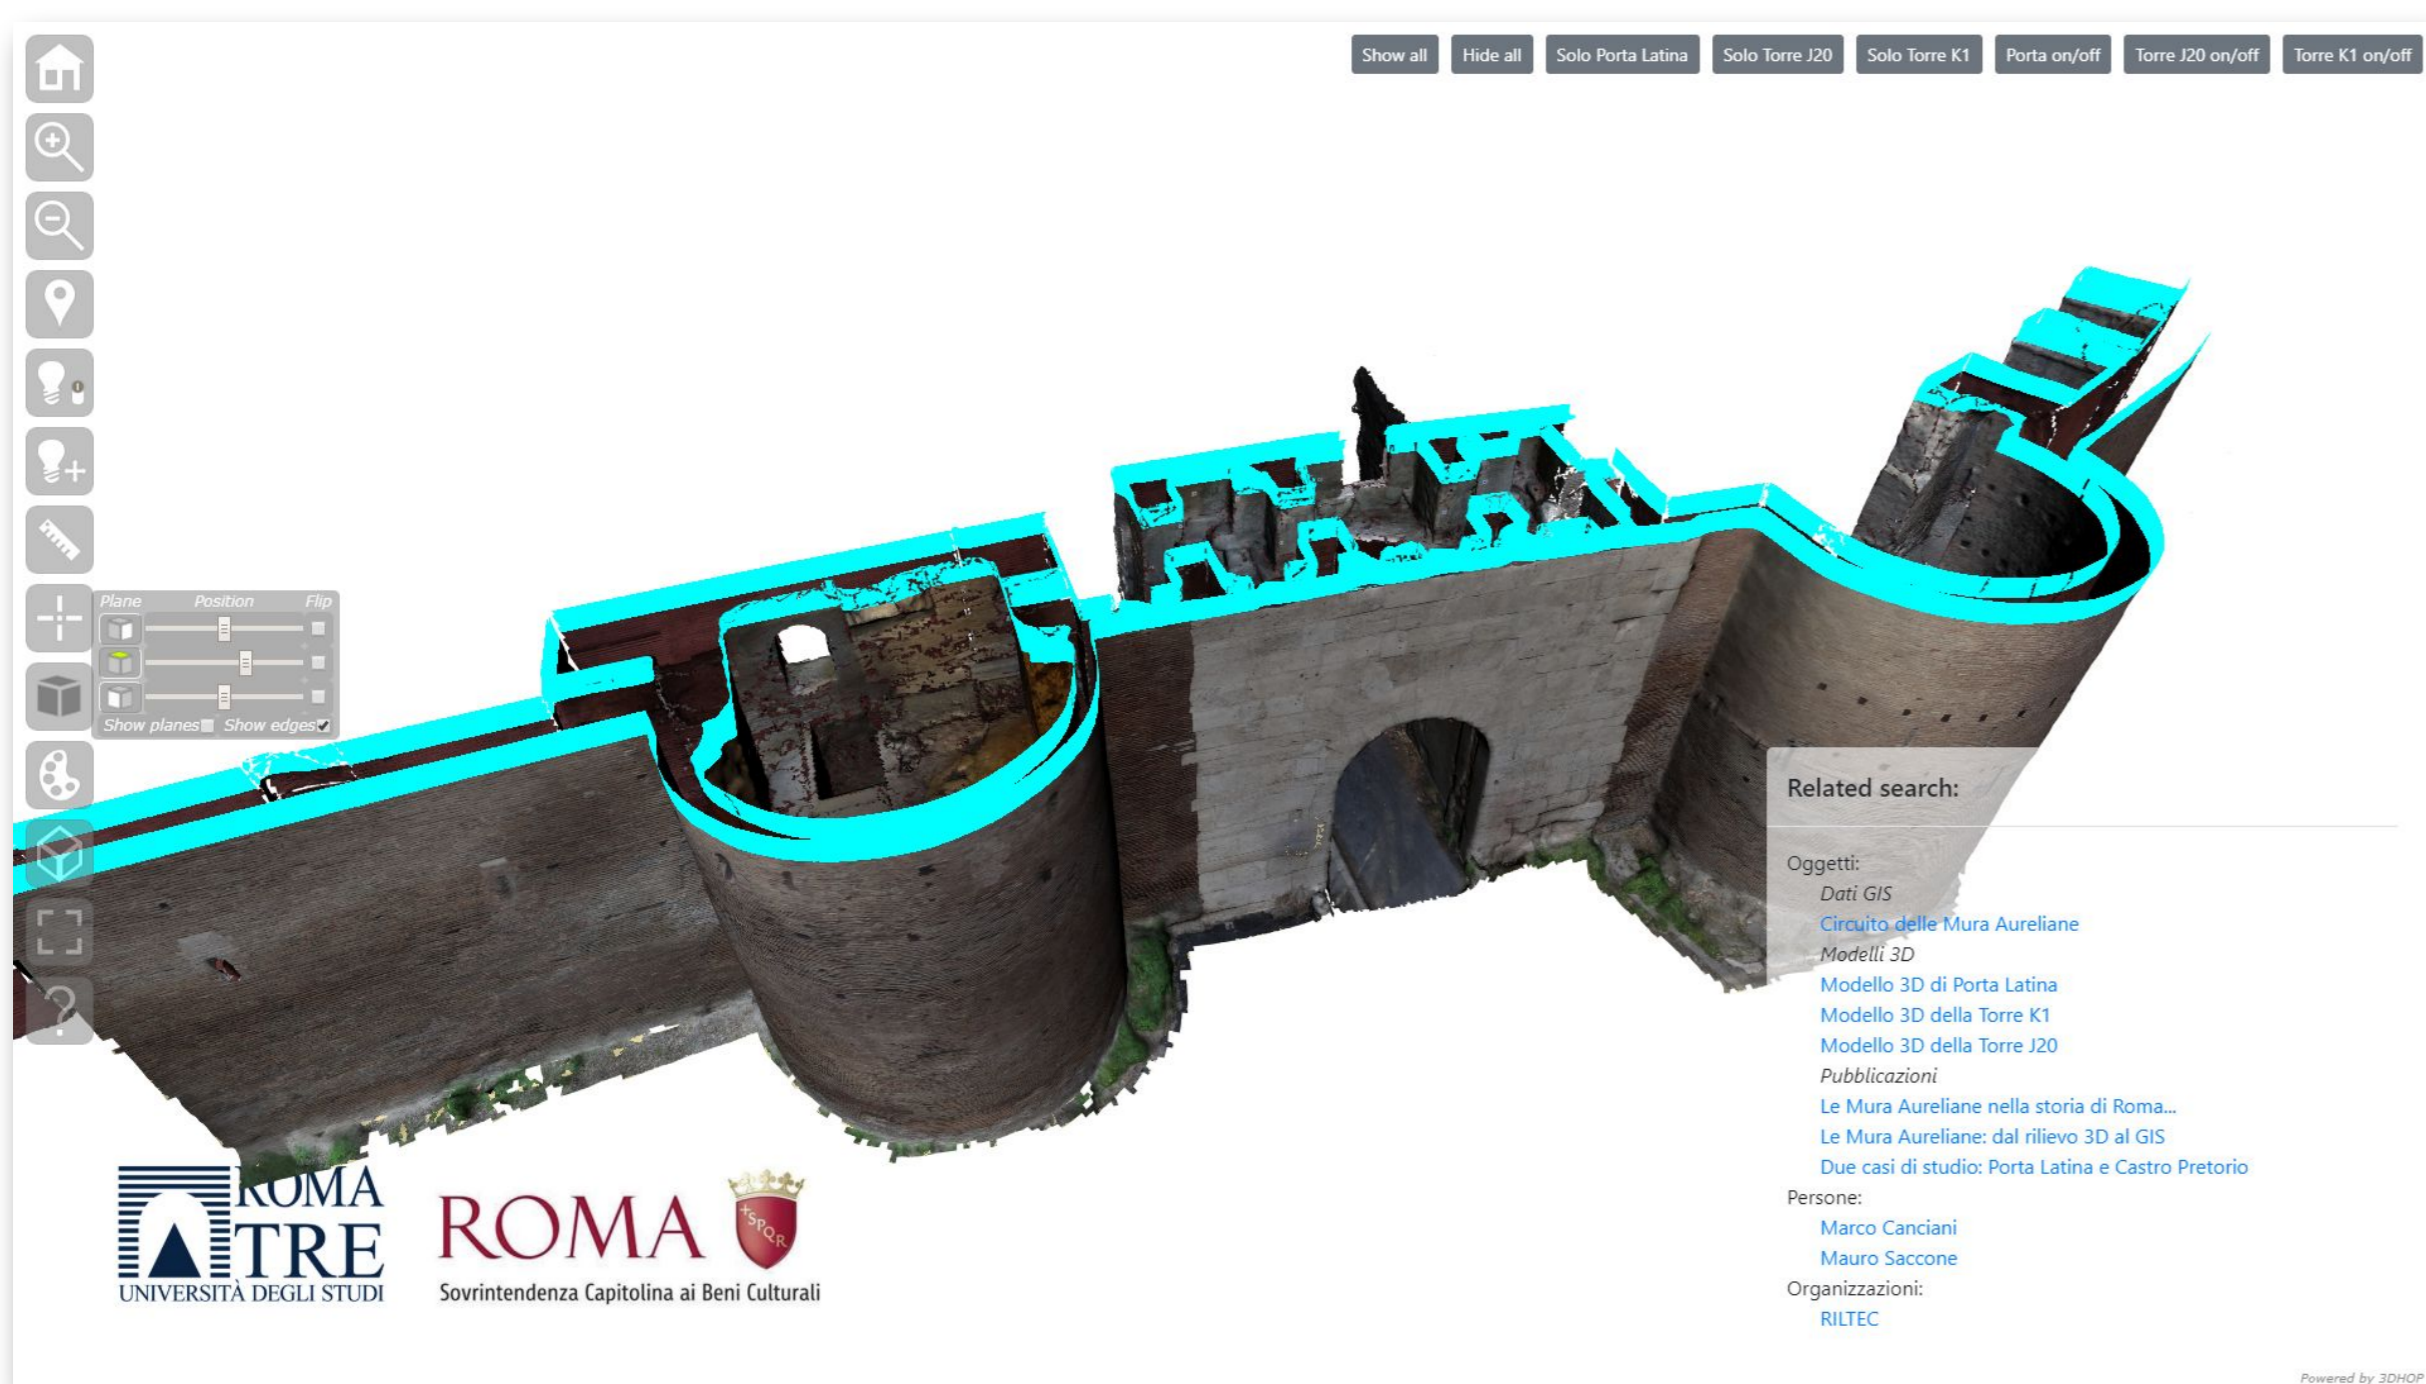 Show all Hide all Solo Porta Latina Solo Torre J20 Solo Torre K1 Porta on/off Torre J20 on/off Torre K1 on/off
Plane Position Flip
Show planes Show edges
Related search:
Oggetti:
Dati GIS
Circuito delle Mura Aureliane
Modelli 3D
Modello 3D di Porta Latina
Modello 3D della Torre K1
Modello 3D della Torre J20
Pubblicazioni
Le Mura Aureliane nella storia di Roma...
Le Mura Aureliane: dal rilievo 3D al GIS
Due casi di studio: Porta Latina e Castro Pretorio
Persone:
Marco Canciani
Mauro Saccone
Organizzazioni:
RILTEC
ROMA
TRE
UNIVERSITÀ DEGLI STUDI
ROMA
SPQR
Sovrintendenza Capitolina ai Beni Culturali
Powered by 3DHOP